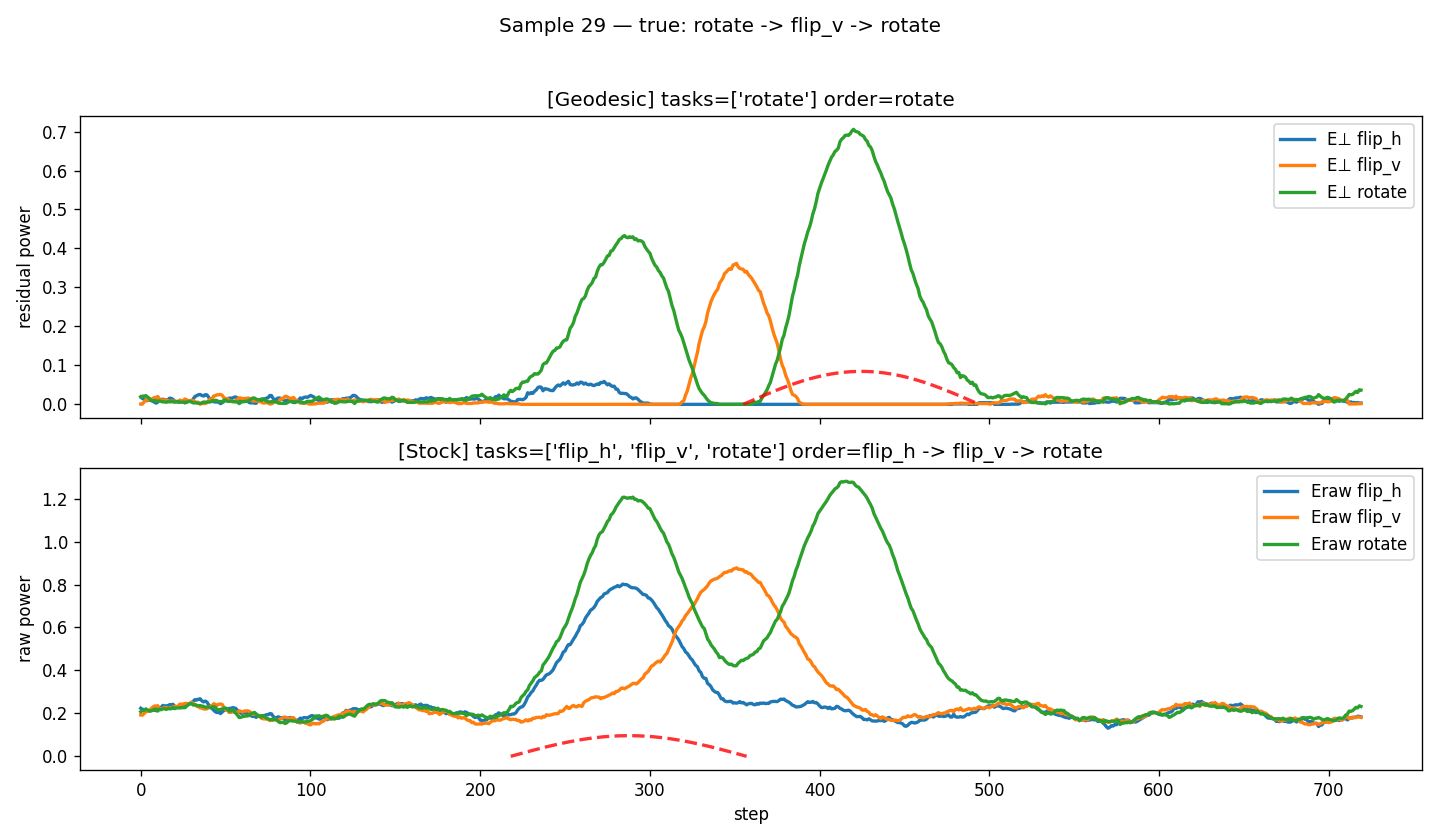 Sample 29 — true: rotate -> flip_v -> rotate
[Geodesic] tasks=['rotate'] order=rotate
residual power
0.7
0.6
0.5
0.4
0.3
0.2
0.1
0.0
E⊥ flip_h
E⊥ flip_v
E⊥ rotate
[Stock] tasks=['flip_h', 'flip_v', 'rotate'] order=flip_h -> flip_v -> rotate
raw power
1.2
1.0
0.8
0.6
0.4
0.2
0.0
Eraw flip_h
Eraw flip_v
Eraw rotate
0 100 200 300 400 500 600 700
step